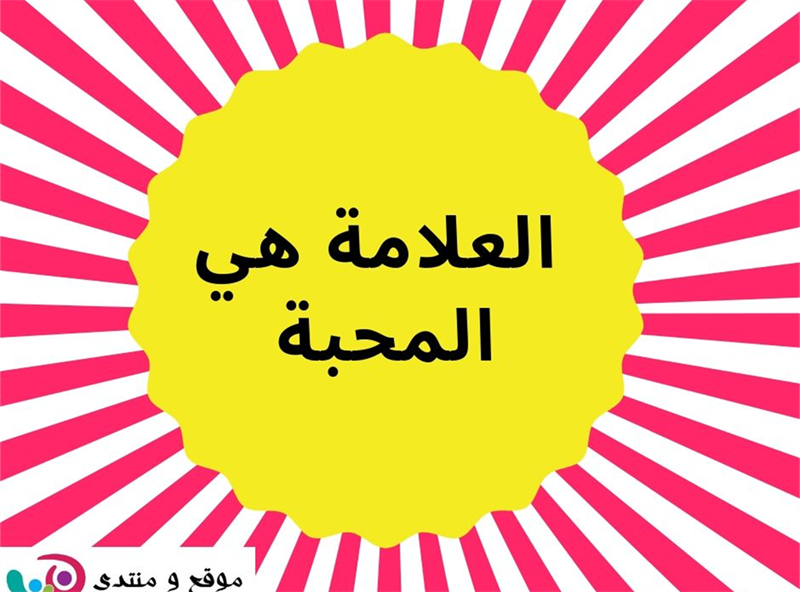 العلامة هي
المحبة
موقع و منتدى